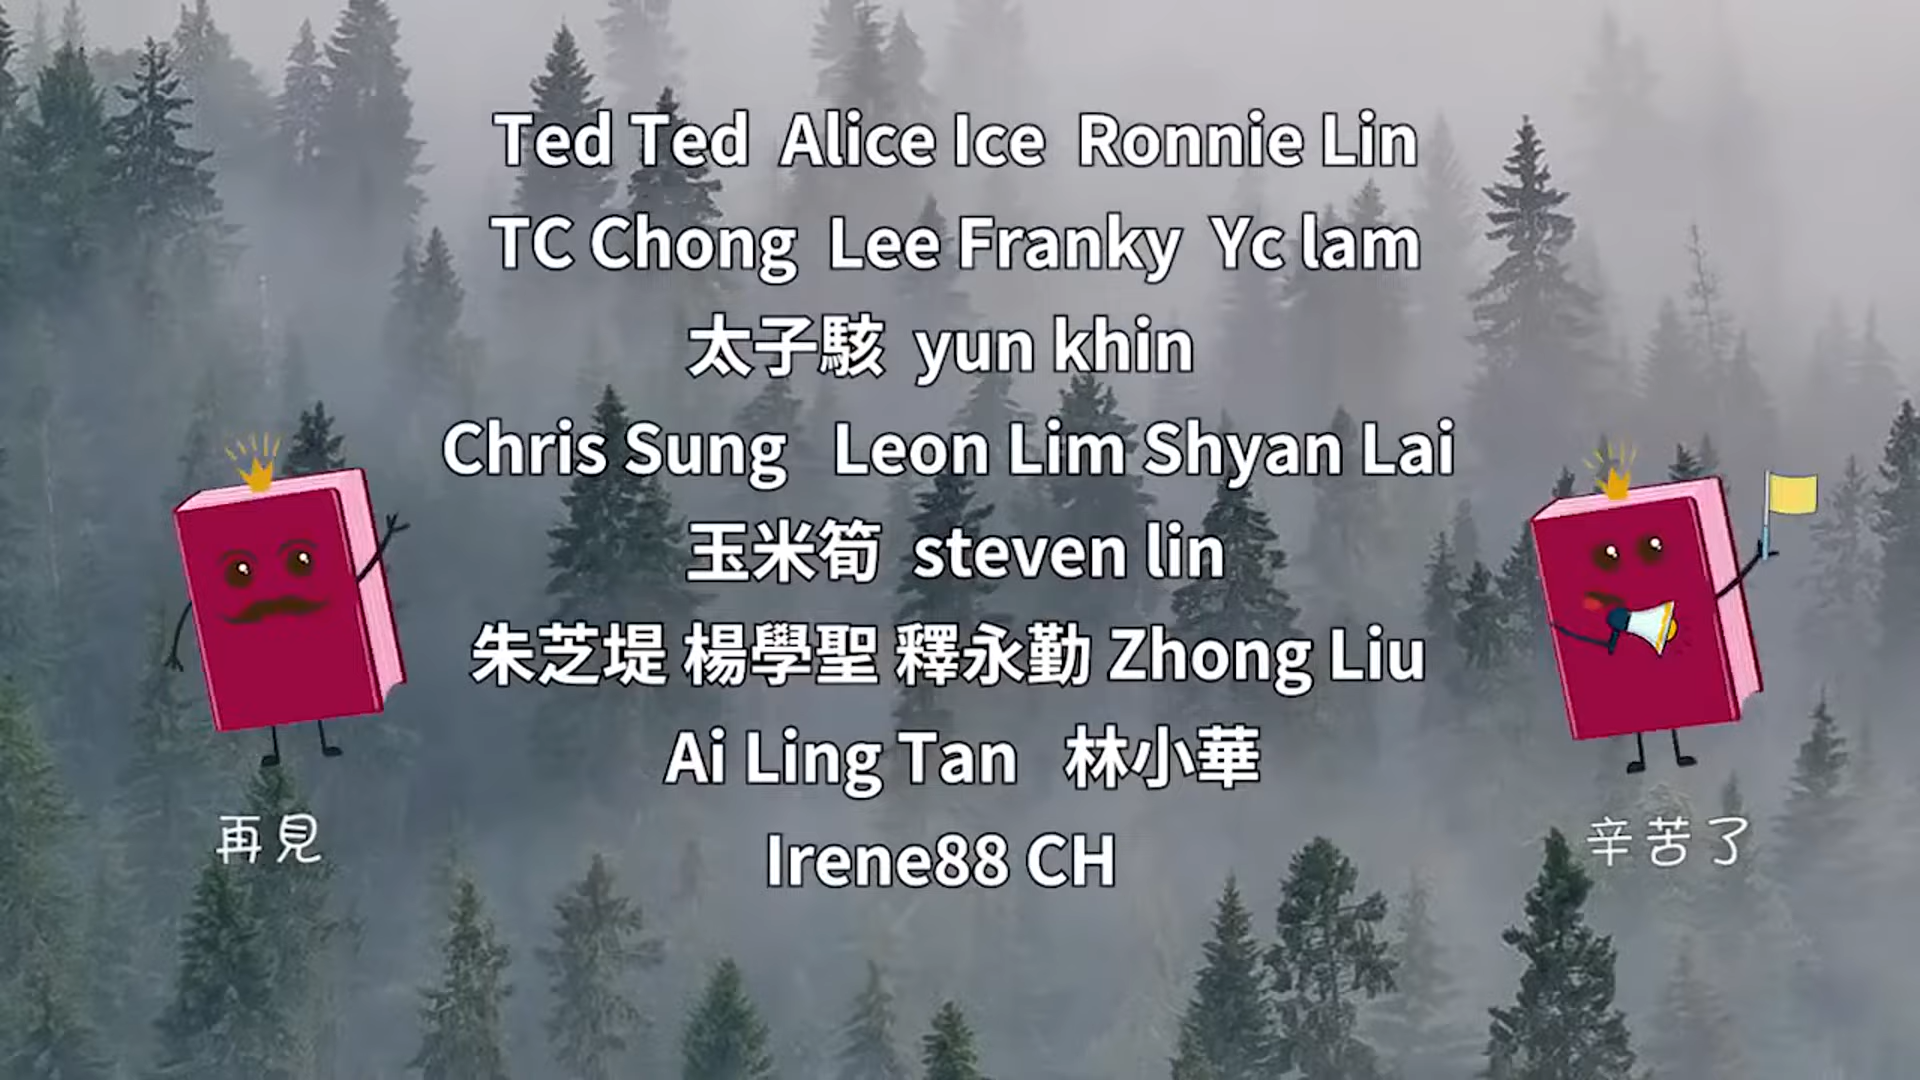 Ted Ted  Alice Ice  Ronnie Lin
TC Chong  Lee Franky  Yc lam
太子駭  yun khin
Chris Sung   Leon Lim Shyan Lai
玉米筍  steven lin
朱芝堤 楊學聖 釋永勤 Zhong Liu
Ai Ling Tan   林小華
再見
辛苦了
Irene88 CH